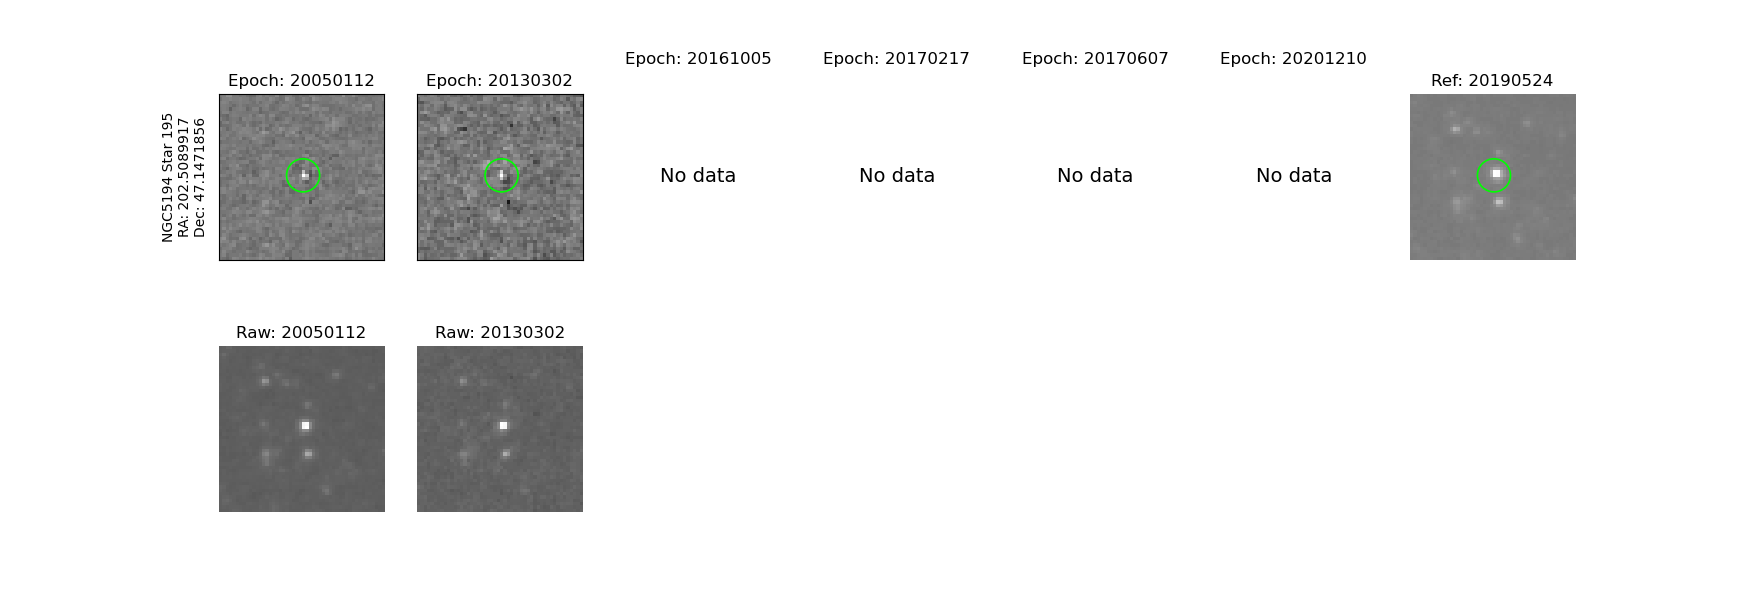 Epoch: 20050112
Epoch: 20130302
Epoch: 20161005
Epoch: 20170217
Epoch: 20170607
Epoch: 20201210
Ref: 20190524
NGC5194 Star 195
RA: 202.5089917
Dec: 47.1471856
No data
No data
No data
No data
Raw: 20050112
Raw: 20130302